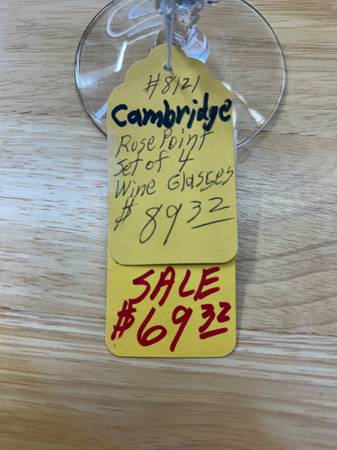 #8121
Cambridge
Rose Point
Set of 4
Wine Glasses
$ 89 32
SALE
$69 32